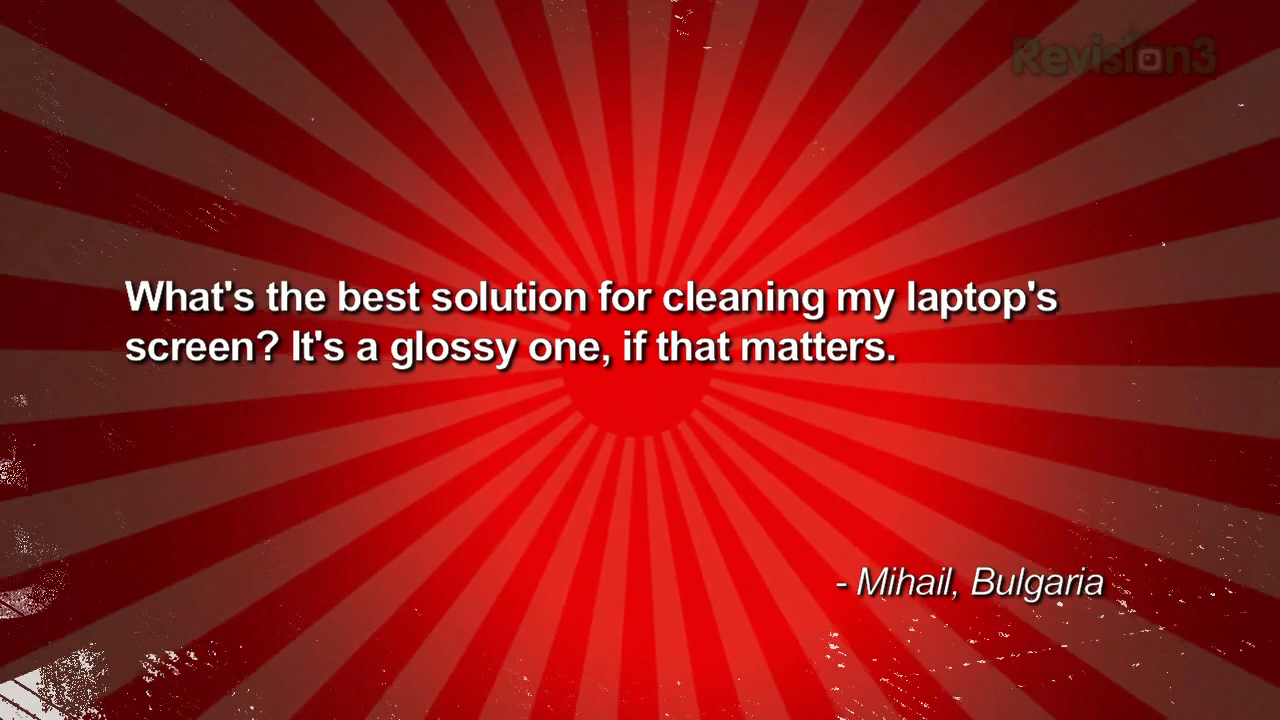 Revision3
What's the best solution for cleaning my laptop's
screen? It's a glossy one, if that matters.
- Mihail, Bulgaria